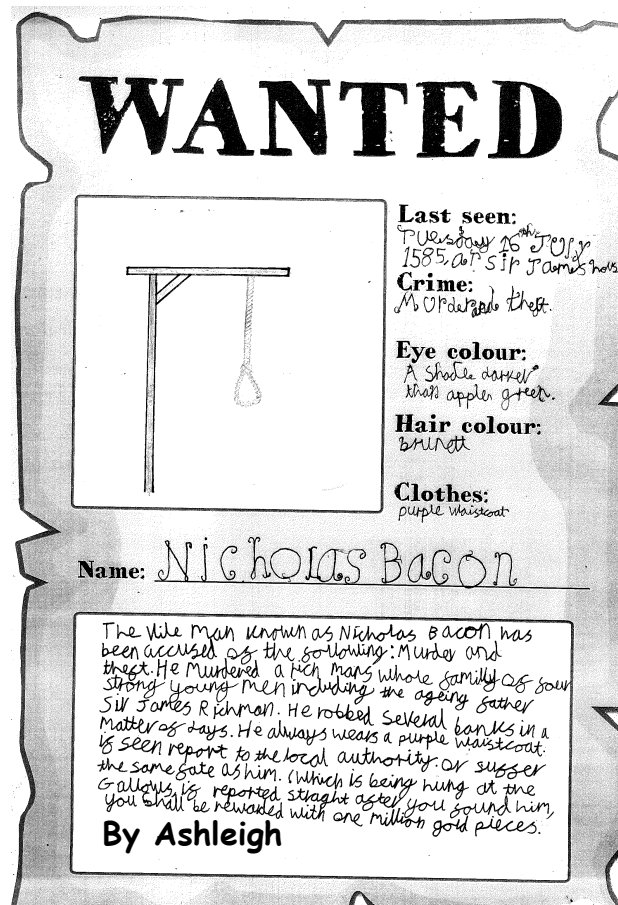 WANTED
Last seen:
Tuesday 16th July
1585, at sir James hous
Crime:
Murder and theft.
Eye colour:
A shade darker
than apple green.
Hair colour:
brunett
Clothes:
purple waistcoat
Name: Nicholas Bacon
The Vile Man known as Nicholas Bacon has
been accused of the following: Murder and
theft. He Murdered a rich mans whole familly of four
strong young men including the ageing father
Sir James Richman. He robbed several banks in a
matter of days. He always wears a purple waistcoat.
if seen report to the local authority. or suffer
the same fate as him. (Which is being hung at the
Gallows, is reported straght after you found him,
you shall be rewaded with one million gold pieces.
By Ashleigh